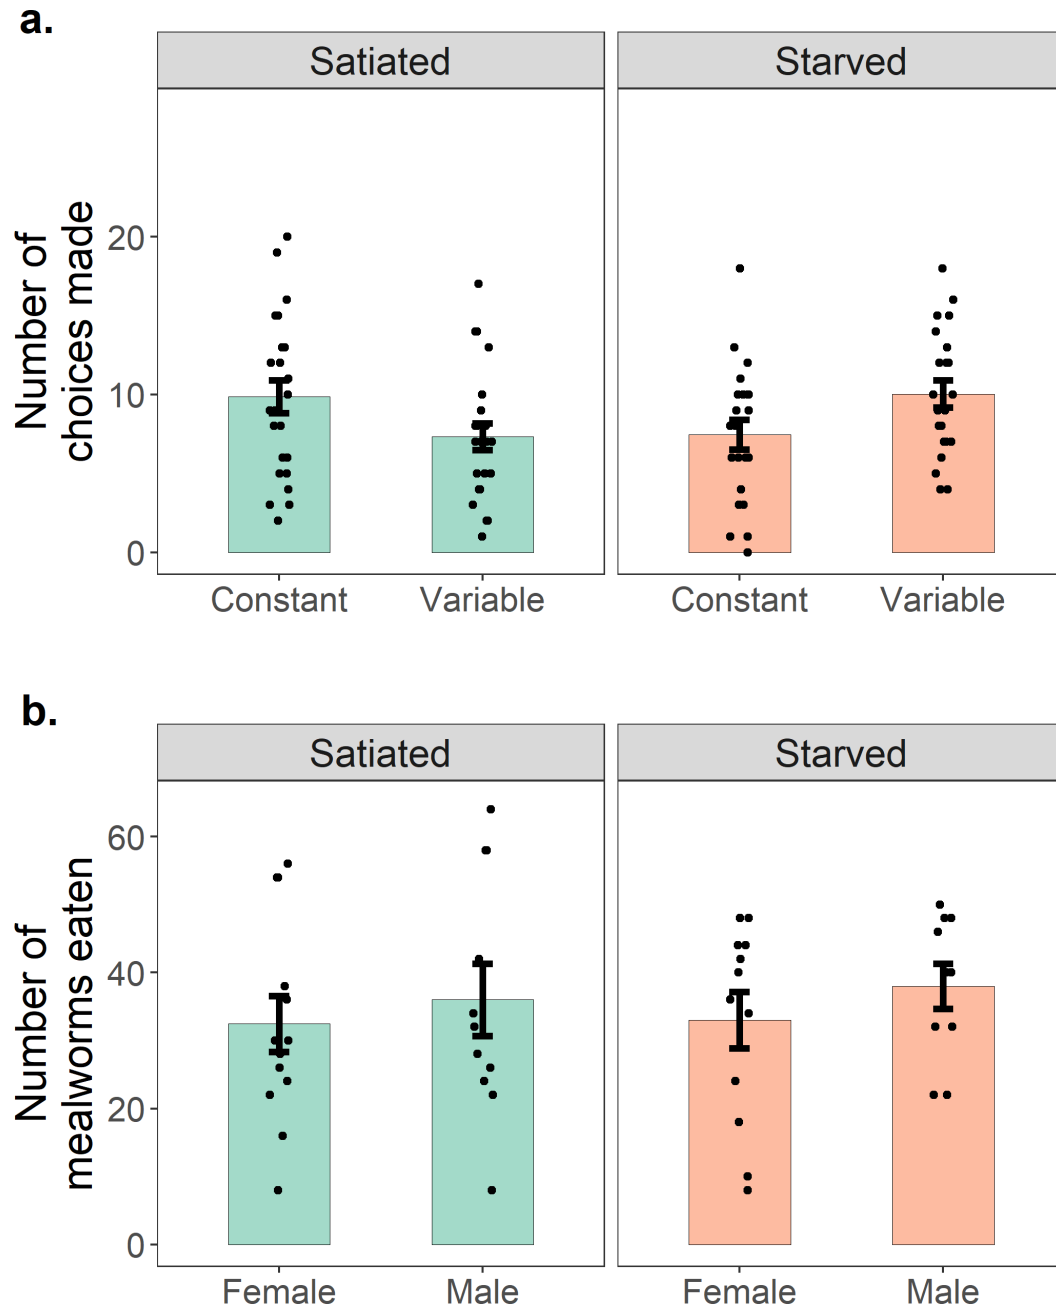 a.
Satiated
Starved
Number of
choices made
20
10
0
Constant
Variable
Constant
Variable
b.
Satiated
Starved
Number of
mealworms eaten
60
40
20
0
Female
Male
Female
Male